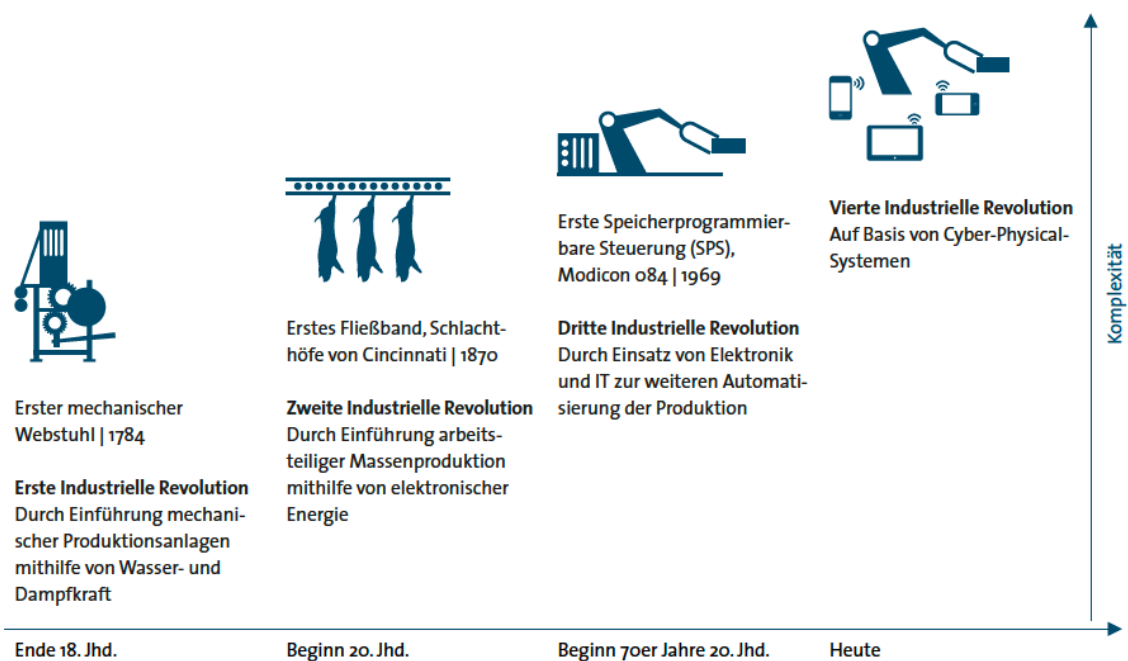 Erster mechanischer
Webstuhl | 1784
Erste Industrielle Revolution
Durch Einführung mechani-
scher Produktionsanlagen
mithilfe von Wasser- und
Dampfkraft
Ende 18. Jhd.
Erstes Fließband, Schlacht-
höfe von Cincinnati | 1870
Zweite Industrielle Revolution
Durch Einführung arbeits-
teiliger Massenproduktion
mithilfe von elektronischer
Energie
Beginn 20. Jhd.
Erste Speicherprogrammier-
bare Steuerung (SPS),
Modicon 084 | 1969
Dritte Industrielle Revolution
Durch Einsatz von Elektronik
und IT zur weiteren Automati-
sierung der Produktion
Beginn 70er Jahre 20. Jhd.
Vierte Industrielle Revolution
Auf Basis von Cyber-Physical-
Systemen
Heute
Komplexität